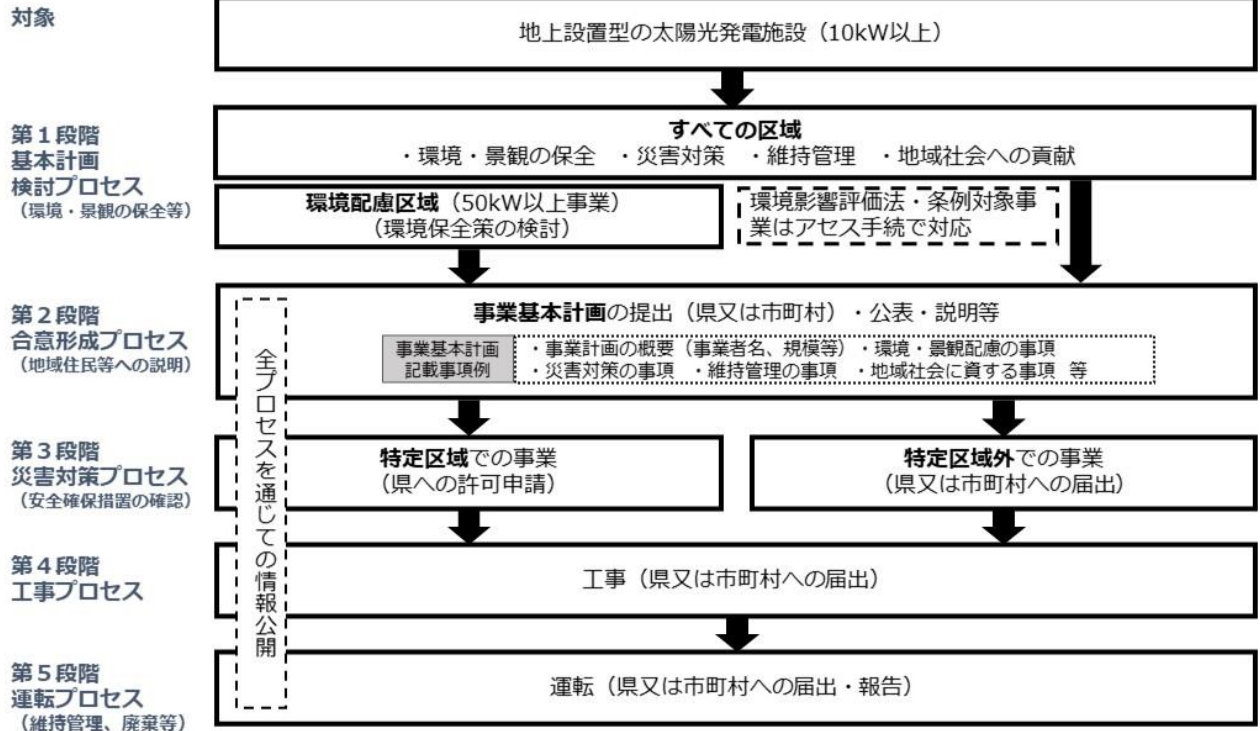 対象
地上設置型の太陽光発電施設（10kW以上）
第１段階
基本計画
検討プロセス
（環境・景観の保全等）
すべての区域
・環境・景観の保全　・災害対策　・維持管理　・地域社会への貢献
環境配慮区域（50kW以上事業）
（環境保全策の検討）
環境影響評価法・条例対象事
業はアセス手続で対応
第２段階
合意形成プロセス
（地域住民等への説明）
事業基本計画の提出（県又は市町村）・公表・説明等
事業基本計画
記載事項例
・事業計画の概要（事業者名、規模等）・環境・景観配慮の事項
・災害対策の事項　・維持管理の事項　・地域社会に資する事項　等
全プロセスを通じての情報公開
第３段階
災害対策プロセス
（安全確保措置の確認）
特定区域での事業
（県への許可申請）
特定区域外での事業
（県又は市町村への届出）
第４段階
工事プロセス
工事（県又は市町村への届出）
第５段階
運転プロセス
（維持管理、廃棄等）
運転（県又は市町村への届出・報告）